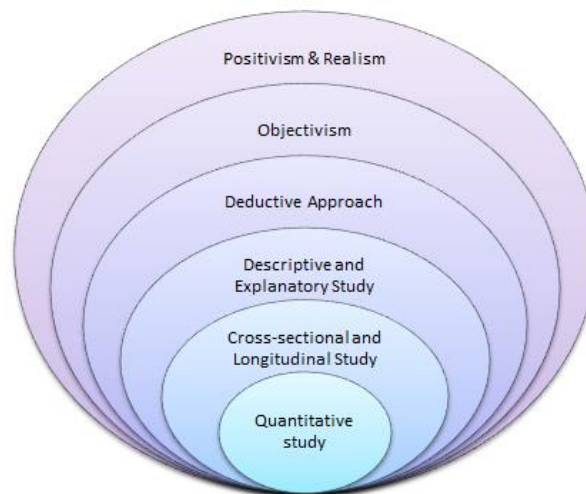 Positivism & Realism
Objectivism
Deductive Approach
Descriptive and
Explanatory Study
Cross-sectional and
Longitudinal Study
Quantitative
study